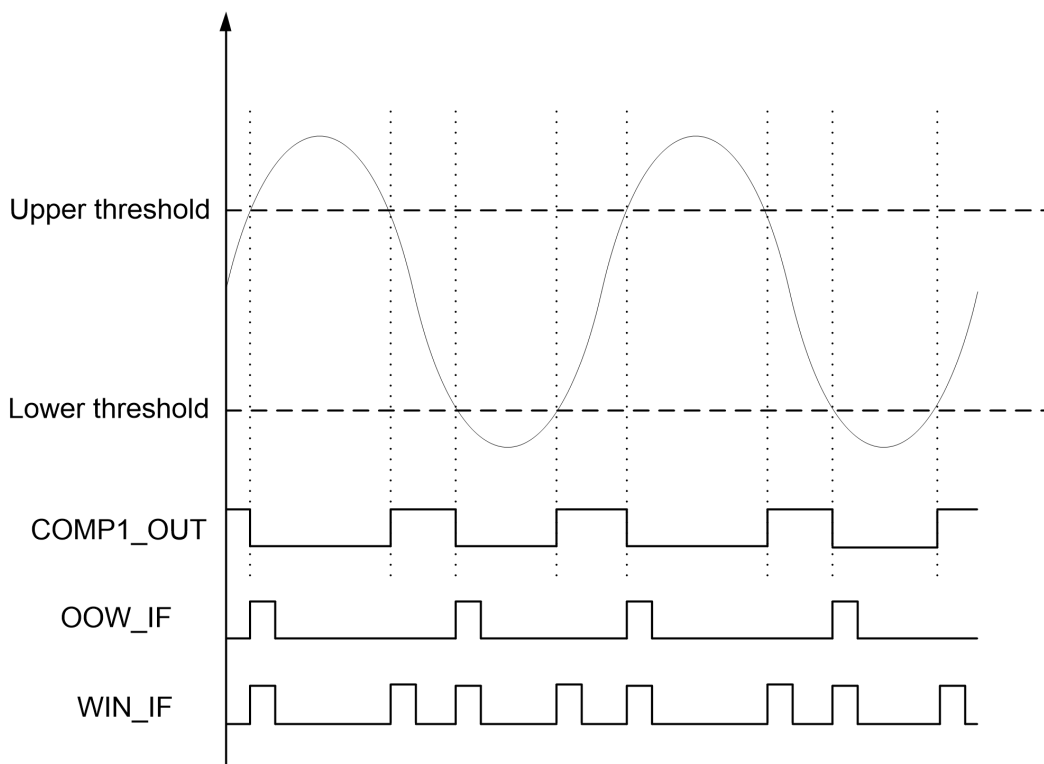 Upper threshold
Lower threshold
COMP1_OUT
OOW_IF
WIN_IF